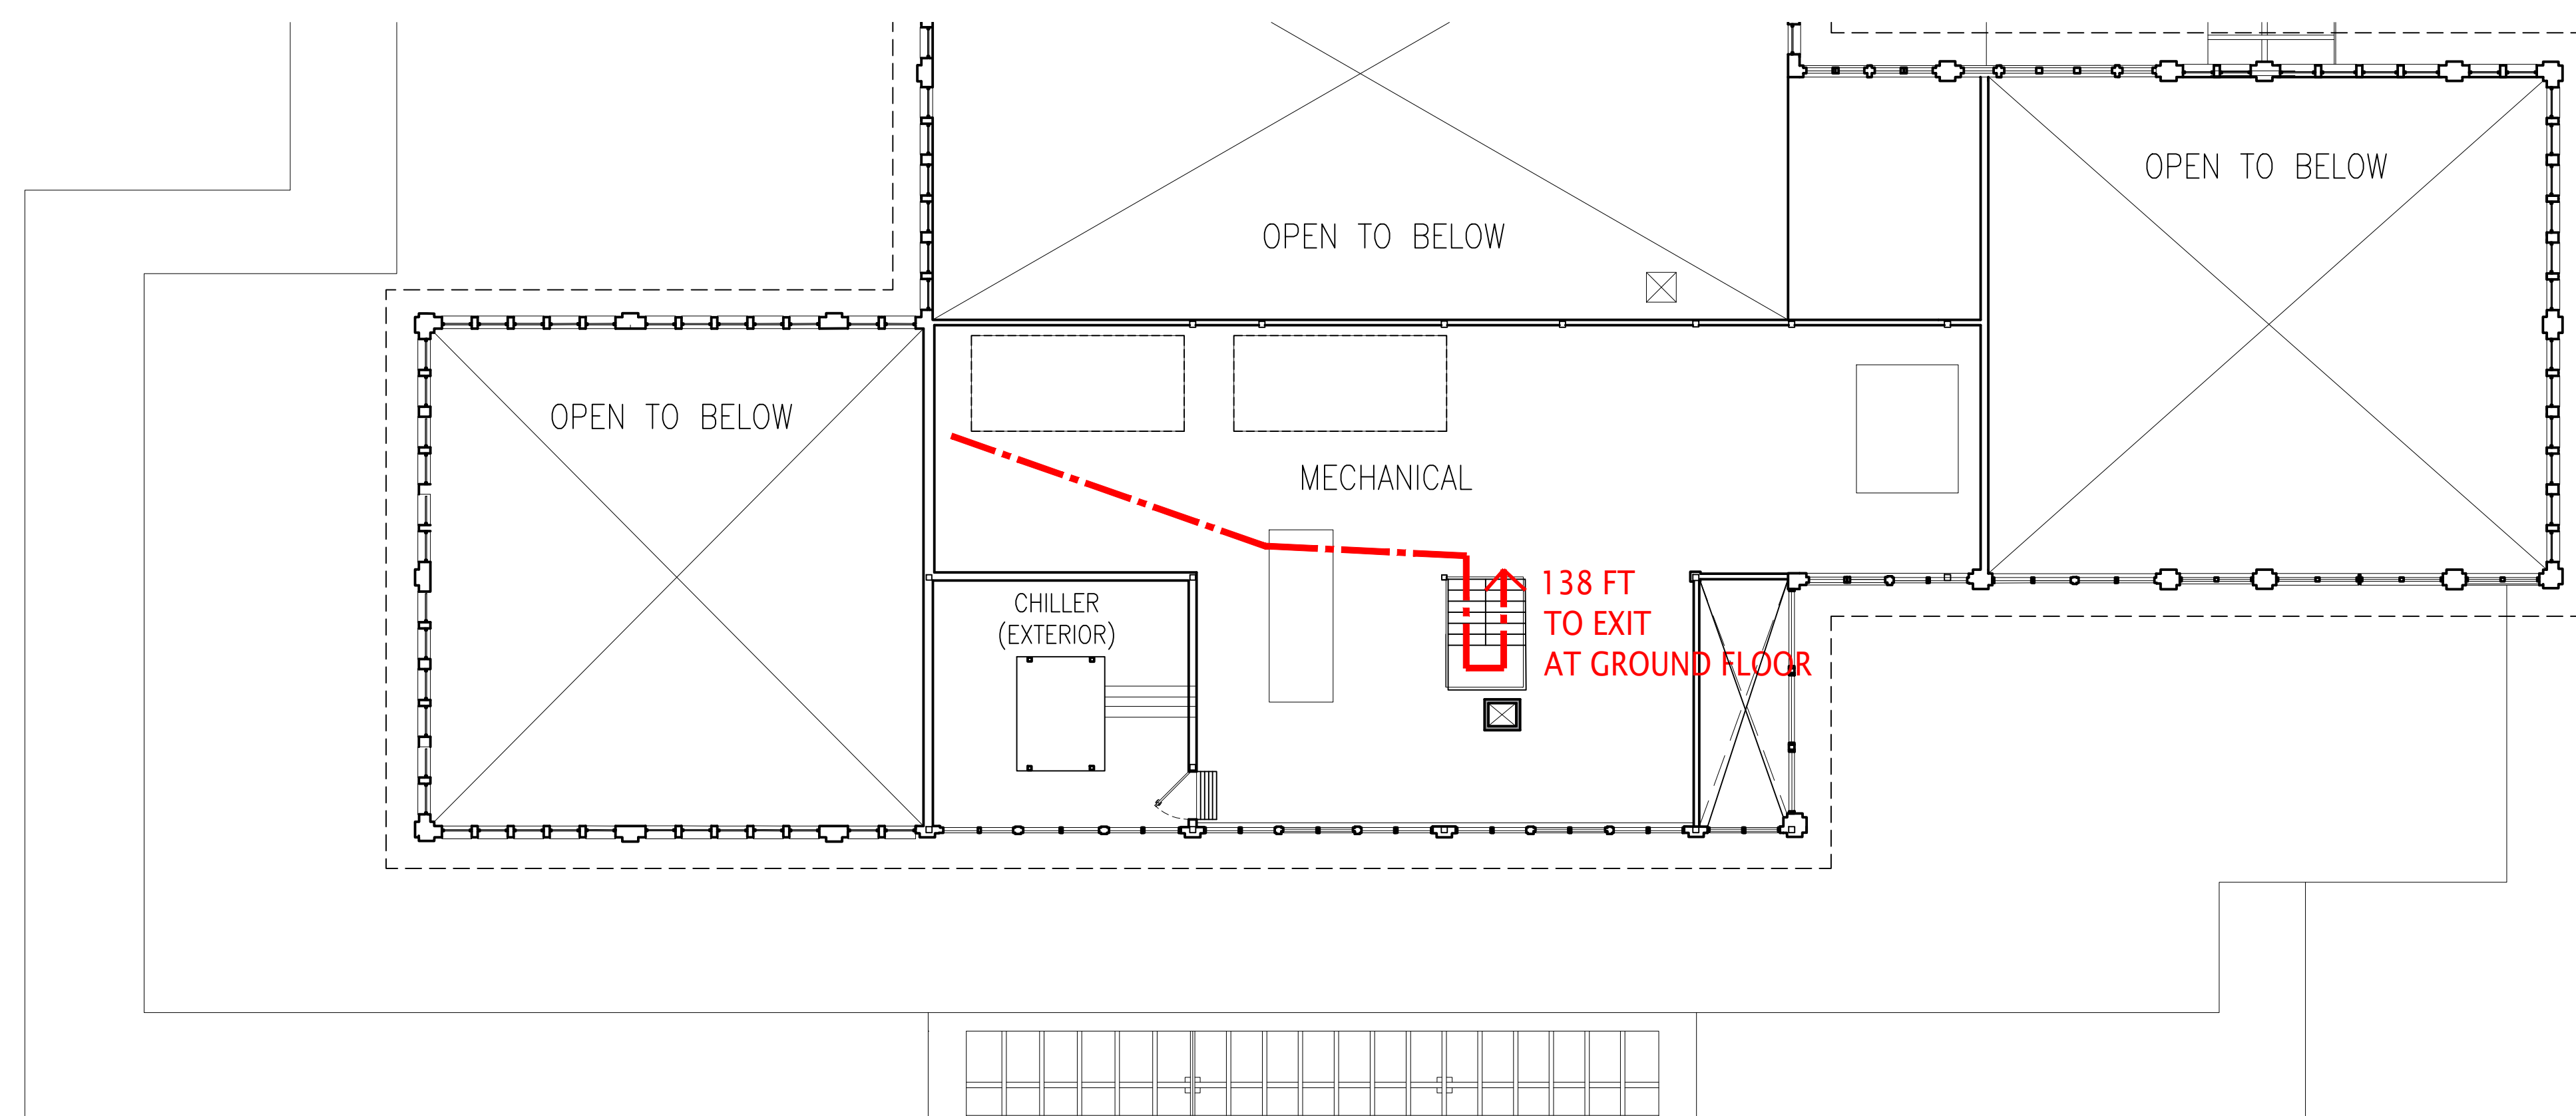 OPEN TO BELOW
OPEN TO BELOW
OPEN TO BELOW
MECHANICAL
CHILLER
(EXTERIOR)
138 FT
TO EXIT
AT GROUND FLOOR